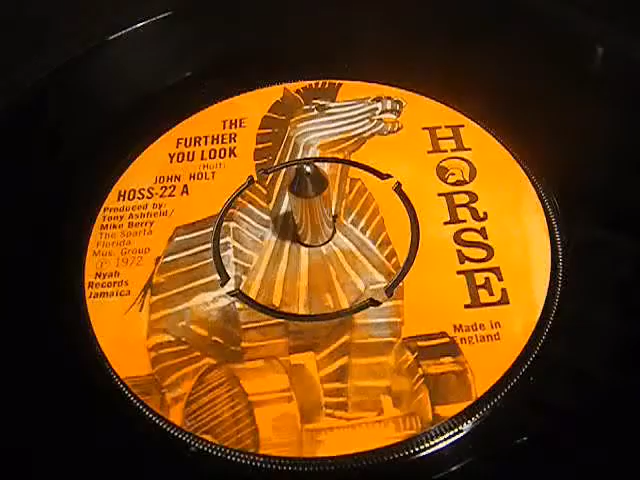 THE
FURTHER
YOU LOOK
(Holt)
JOHN HOLT
HOSS-22 A
Produced by:
Tony Ashfield/
Mike Berry
The Sparta
Florida
Mus. Group
℗ 1972
Nyah
Records
Jamaica
HORSE
Made in
England